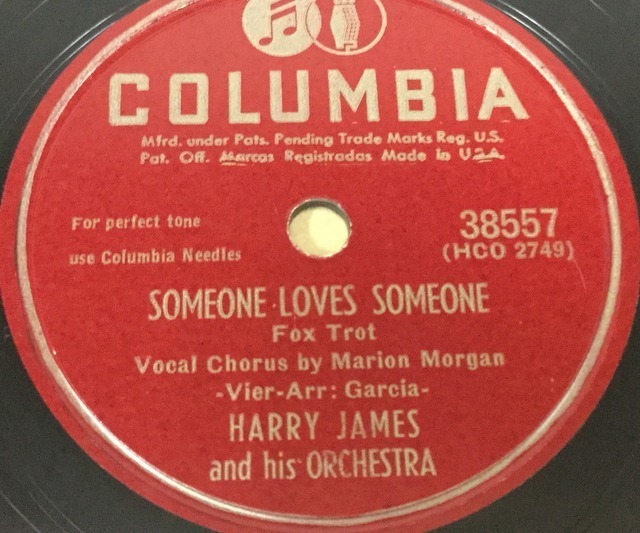 COLUMBIA
Mfrd. under Pats. Pending Trade Marks Reg. U.S.
Pat. Off. Marcas Registradas Made in U.S.A.
For perfect tone
use Columbia Needles
38557
(HCO 2749)
SOMEONE LOVES SOMEONE
Fox Trot
Vocal Chorus by Marion Morgan
-Vier-Arr: Garcia-
HARRY JAMES
and his ORCHESTRA